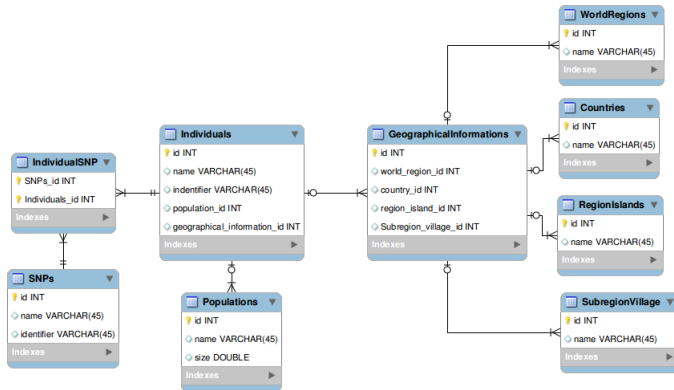 WorldRegions
id INT
name VARCHAR(45)
Indexes
Countries
id INT
name VARCHAR(45)
Indexes
Individuals
id INT
name VARCHAR(45)
indentifier VARCHAR(45)
population_id INT
geographical_information_id INT
Indexes
GeographicalInformations
id INT
world_region_id INT
country_id INT
region_island_id INT
Subregion_village_id INT
Indexes
IndividualSNP
SNPs_id INT
Individuals_id INT
Indexes
RegionIslands
id INT
name VARCHAR(45)
Indexes
SNPs
id INT
name VARCHAR(45)
identifier VARCHAR(45)
Indexes
Populations
id INT
name VARCHAR(45)
size DOUBLE
Indexes
SubregionVillage
id INT
name VARCHAR(45)
Indexes